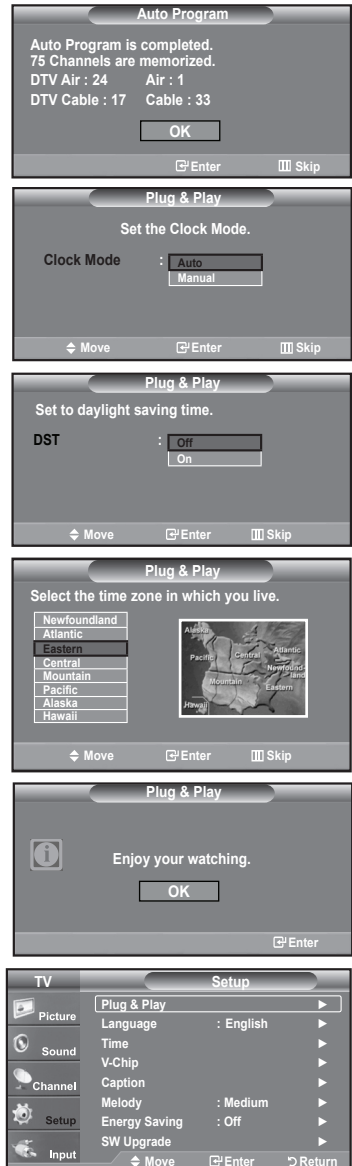 Auto Program
Auto Program is completed.
75 Channels are memorized.
DTV Air : 24 Air : 1
DTV Cable : 17 Cable : 33
OK
Enter Skip
Plug & Play
Set the Clock Mode.
Clock Mode : Auto
Manual
Move Enter Skip
Plug & Play
Set to daylight saving time.
DST : Off
On
Move Enter Skip
Plug & Play
Select the time zone in which you live.
Newfoundland
Atlantic
Eastern
Central
Mountain
Pacific
Alaska
Hawaii
Alaska
Pacific Central Atlantic
Newfound-
land
Mountain Eastern
Hawaii
Move Enter Skip
Plug & Play
Enjoy your watching.
OK
Enter
TV Setup
Picture
Sound
Channel
Setup
Input
Plug & Play
Language : English
Time
V-Chip
Caption
Melody : Medium
Energy Saving : Off
SW Upgrade
Move Enter Return